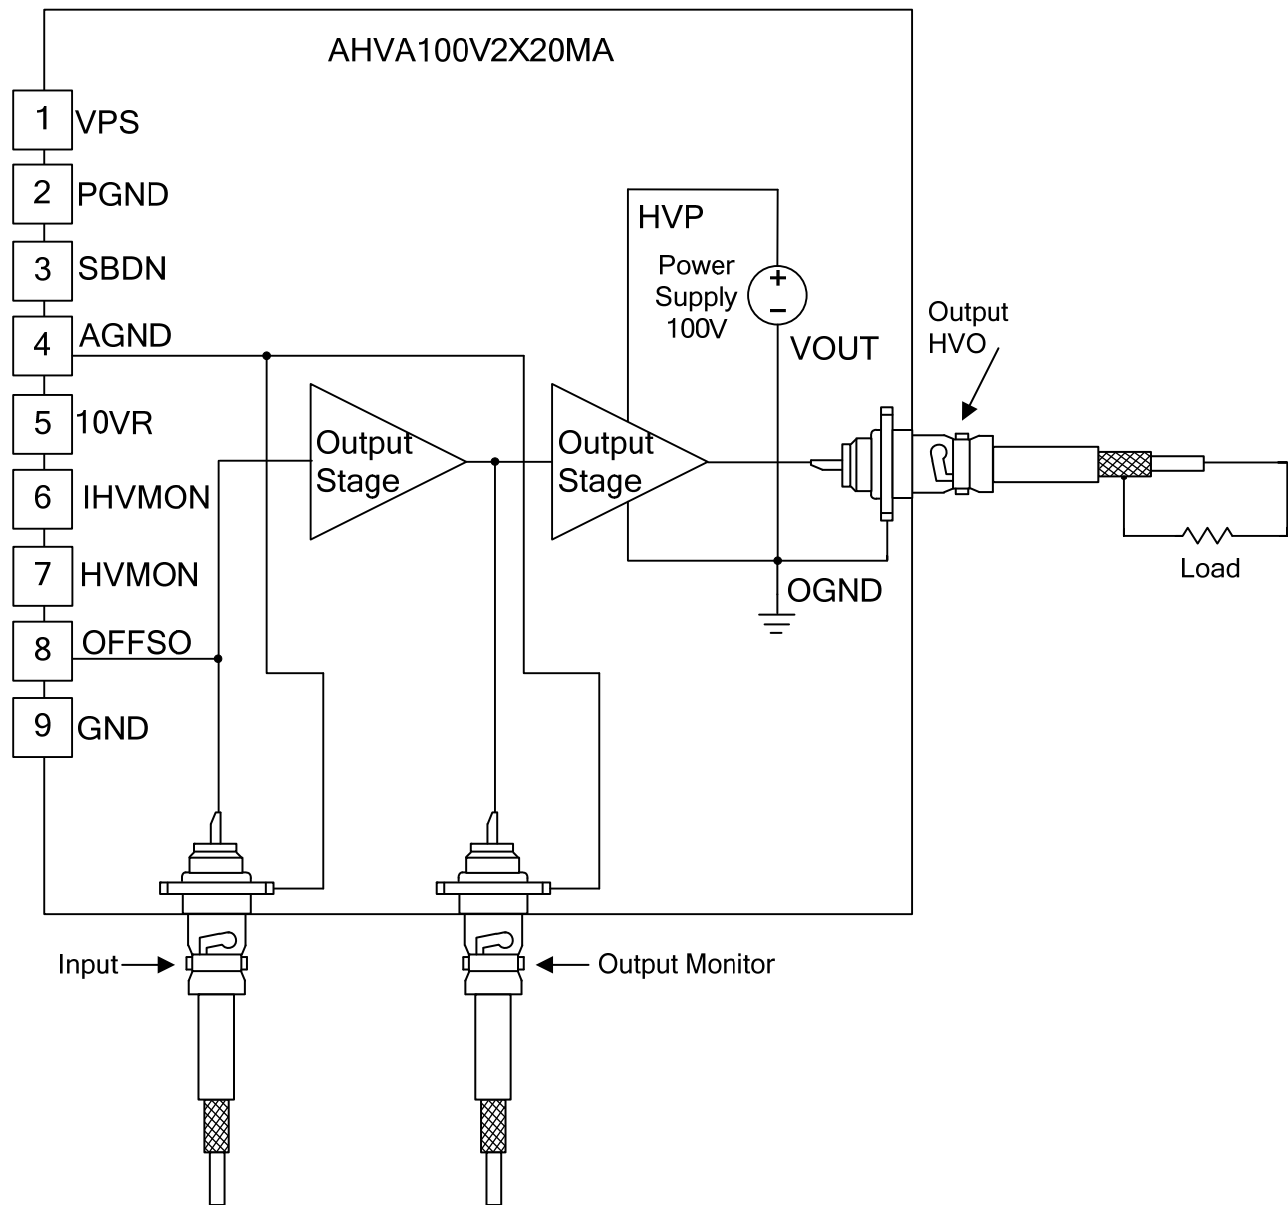 AHVA100V2X20MA
1 VPS
2 PGND
3 SBDN
4 AGND
5 10VR
6 IHVMON
7 HVMON
8 OFFSO
9 GND
HVP
Power
Supply
100V
+
−
VOUT
Output
HVO
Output
Stage
Output
Stage
Load
OGND
Input
Output Monitor